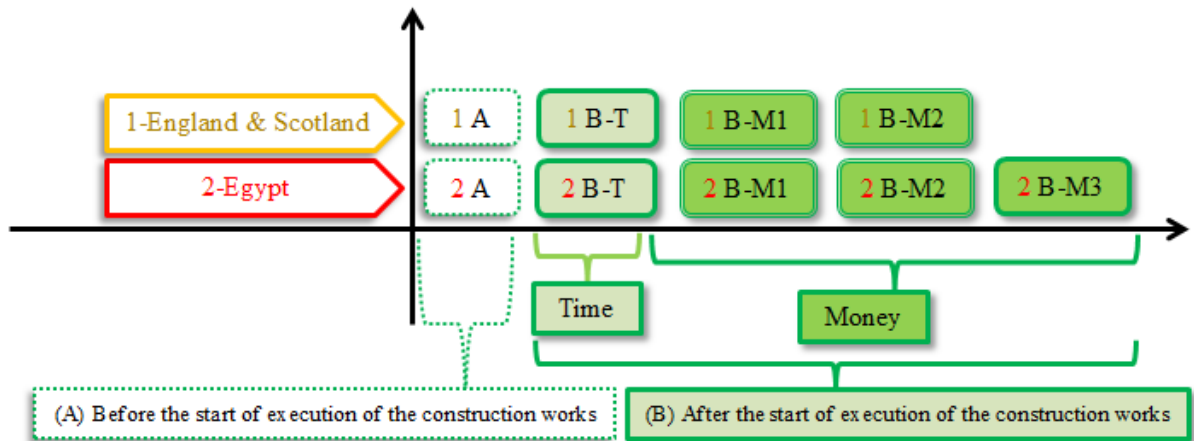 1-England & Scotland 1 A 1 B-T 1 B-M1 1 B-M2
2-Egypt 2 A 2 B-T 2 B-M1 2 B-M2 2 B-M3
Time
Money
(A) Before the start of execution of the construction works (B) After the start of execution of the construction works